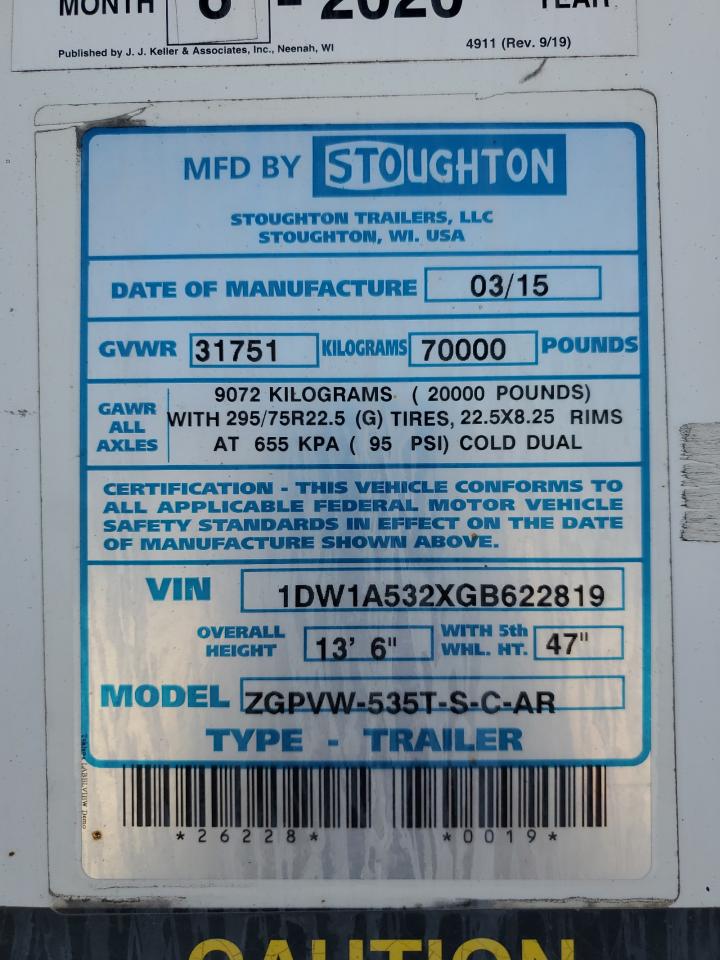 MONTH 6 - 2020 YEAR
Published by J. J. Keller & Associates, Inc., Neenah, WI 4911 (Rev. 9/19)
MFD BY STOUGHTON
STOUGHTON TRAILERS, LLC
STOUGHTON, WI. USA
DATE OF MANUFACTURE 03/15
GVWR 31751 KILOGRAMS 70000 POUNDS
GAWR ALL AXLES
9072 KILOGRAMS ( 20000 POUNDS)
WITH 295/75R22.5 (G) TIRES, 22.5X8.25 RIMS
AT 655 KPA ( 95 PSI) COLD DUAL
CERTIFICATION - THIS VEHICLE CONFORMS TO
ALL APPLICABLE FEDERAL MOTOR VEHICLE
SAFETY STANDARDS IN EFFECT ON THE DATE
OF MANUFACTURE SHOWN ABOVE.
VIN 1DW1A532XGB622819
OVERALL HEIGHT 13' 6" WITH 5th WHL. HT. 47"
MODEL ZGPVW-535T-S-C-AR
TYPE - TRAILER
*26228* *0019*
CAUTION